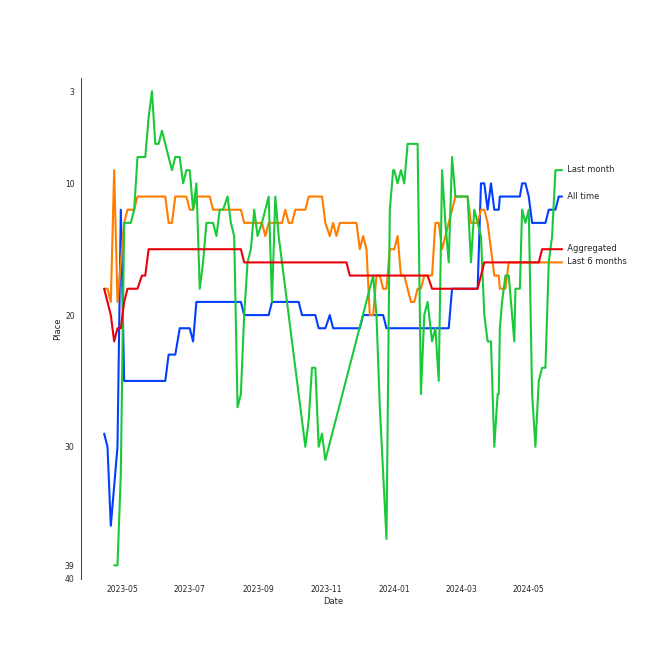 3
10
20
30
39
40
Place
2023-05
2023-07
2023-09
2023-11
2024-01
2024-03
2024-05
Date
Last month
All time
Aggregated
Last 6 months